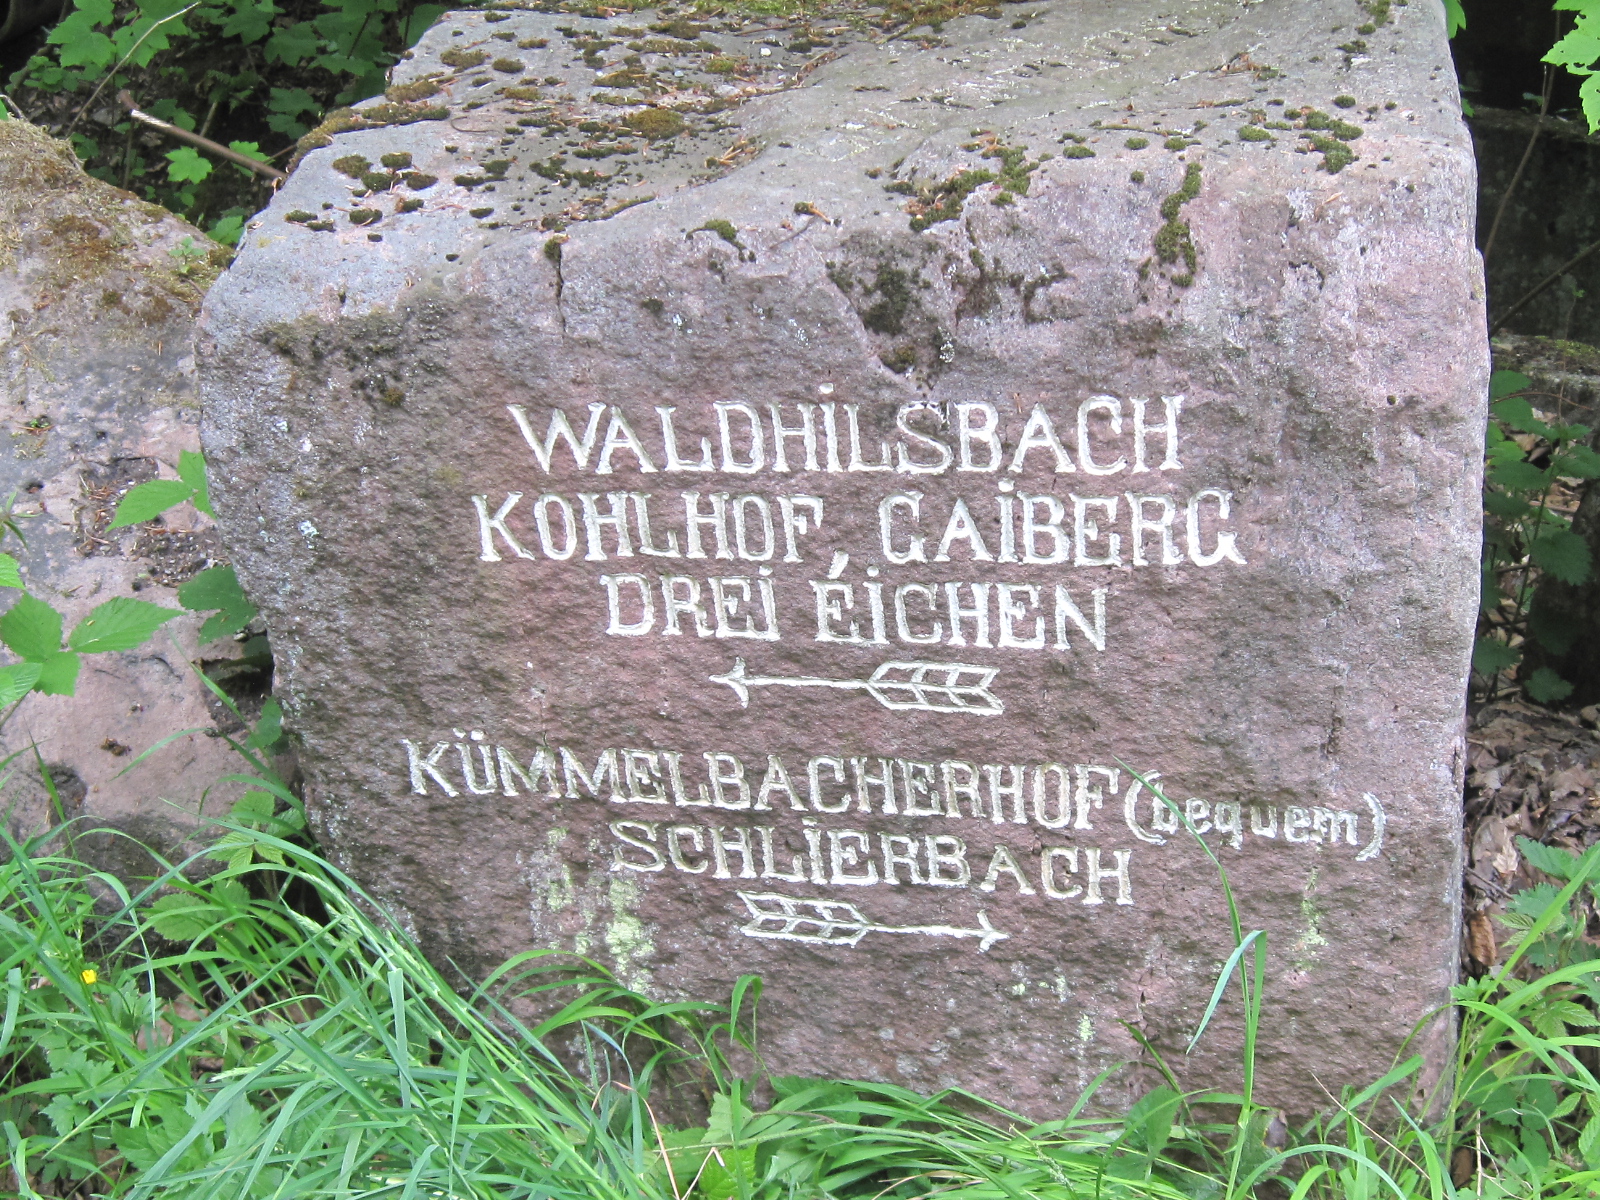 WALDHILSBACH
KOHLHOF, GAIBERG
DREI EICHEN
KÜMMELBACHERHOF (bequem)
SCHLIERBACH